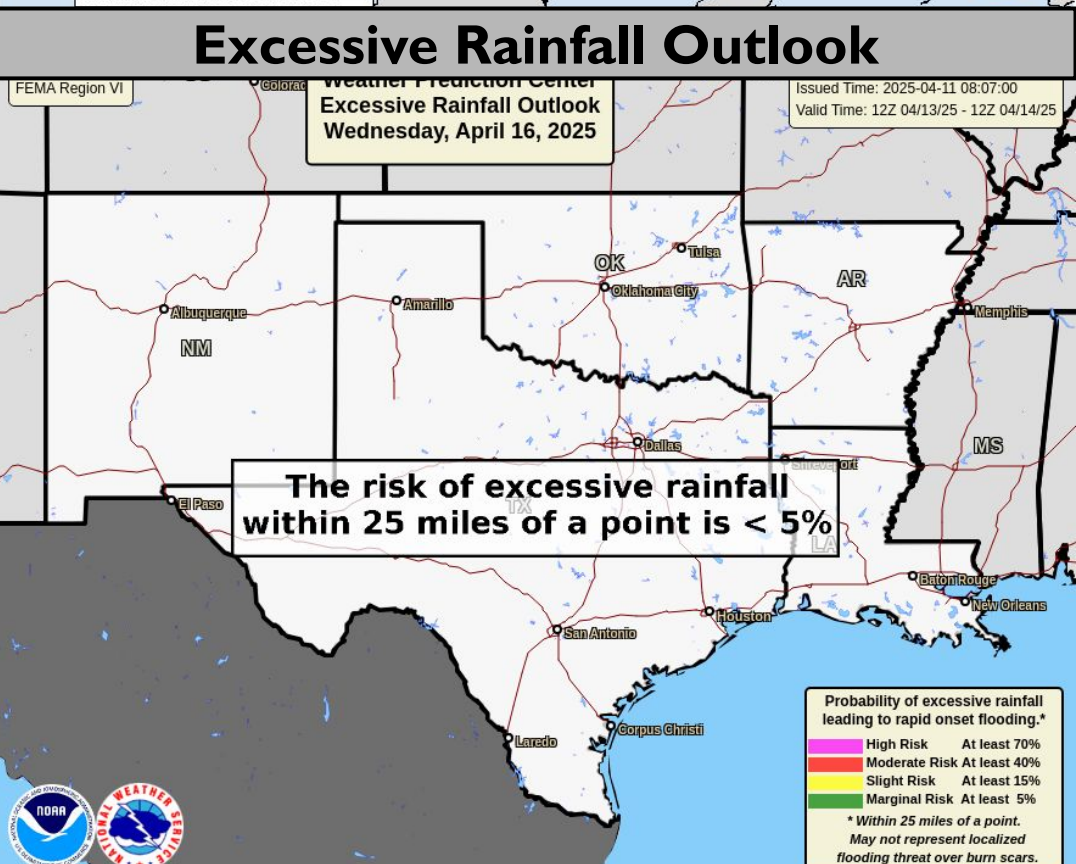 Excessive Rainfall Outlook
FEMA Region VI
Colorad
Weather Prediction Center
Excessive Rainfall Outlook
Wednesday, April 16, 2025
Issued Time: 2025-04-11 08:07:00
Valid Time: 12Z 04/13/25 - 12Z 04/14/25
OK
Tulsa
Oklahoma City
AR
Albuquerque
Amarillo
Memphis
NM
Dallas
MS
Shreveport
The risk of excessive rainfall
within 25 miles of a point is < 5%
El Paso
TX
LA
Baton Rouge
New Orleans
Houston
San Antonio
Corpus Christi
Laredo
Probability of excessive rainfall
leading to rapid onset flooding.*
High Risk At least 70%
Moderate Risk At least 40%
Slight Risk At least 15%
Marginal Risk At least 5%
* Within 25 miles of a point.
May not represent localized
flooding threat over burn scars.
NOAA
NATIONAL WEATHER SERVICE